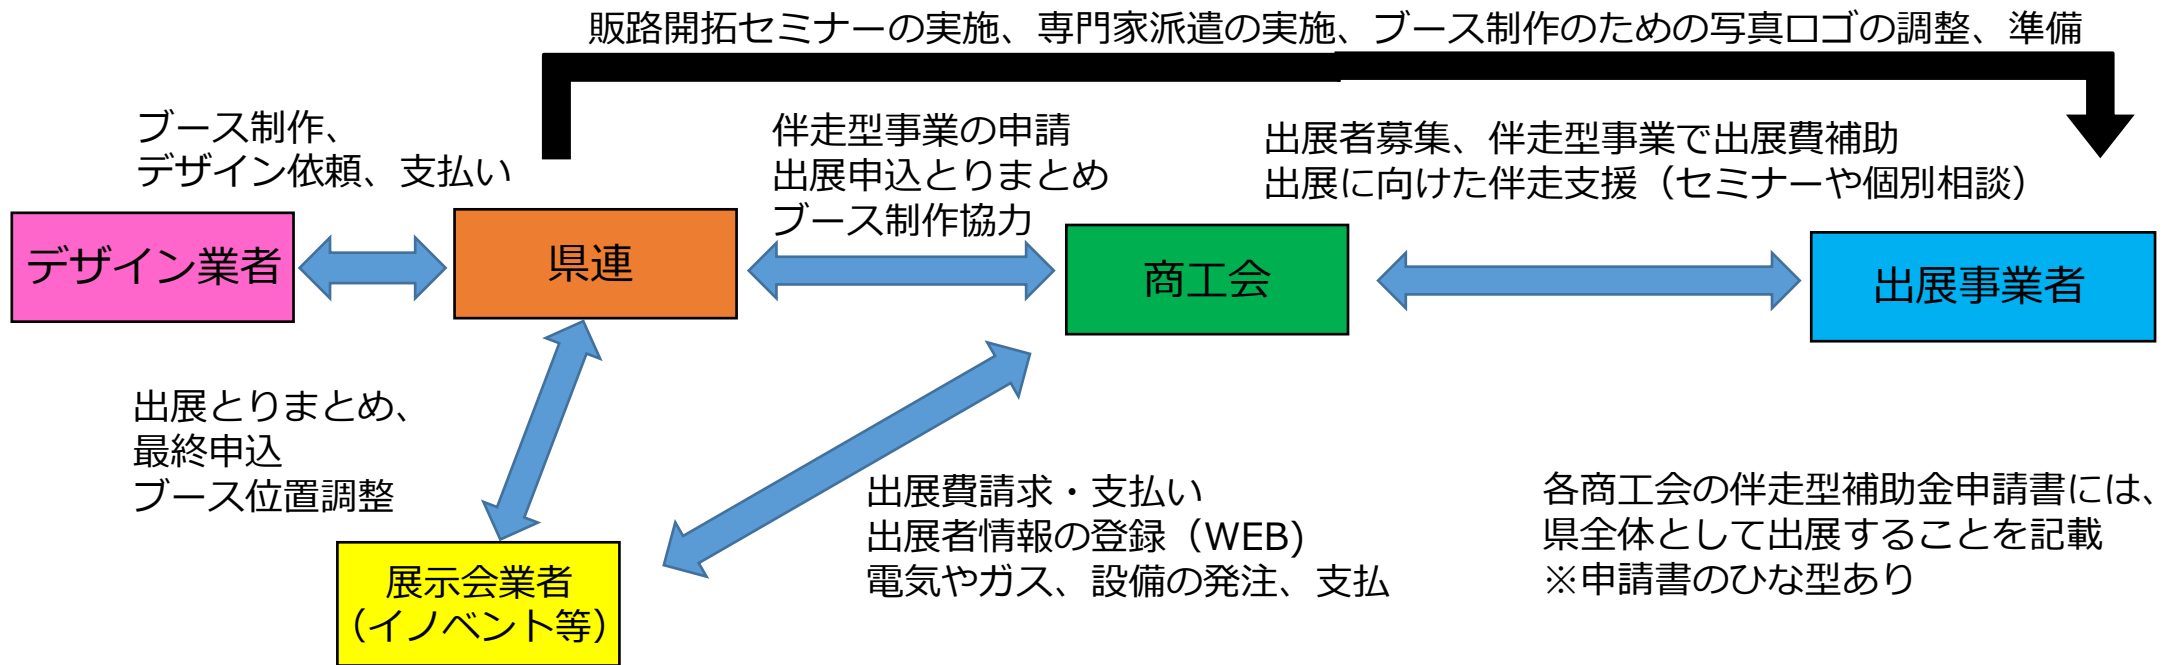 販路開拓セミナーの実施、専門家派遣の実施、ブース制作のための写真ロゴの調整、準備
ブース制作、
デザイン依頼、支払い
伴走型事業の申請
出展申込とりまとめ
ブース制作協力
出展者募集、伴走型事業で出展費補助
出展に向けた伴走支援（セミナーや個別相談）
デザイン業者
県連
商工会
出展事業者
出展とりまとめ、
最終申込
ブース位置調整
出展費請求・支払い
出展者情報の登録（WEB)
電気やガス、設備の発注、支払
各商工会の伴走型補助金申請書には、
県全体として出展することを記載
※申請書のひな型あり
展示会業者
（イノベント等）